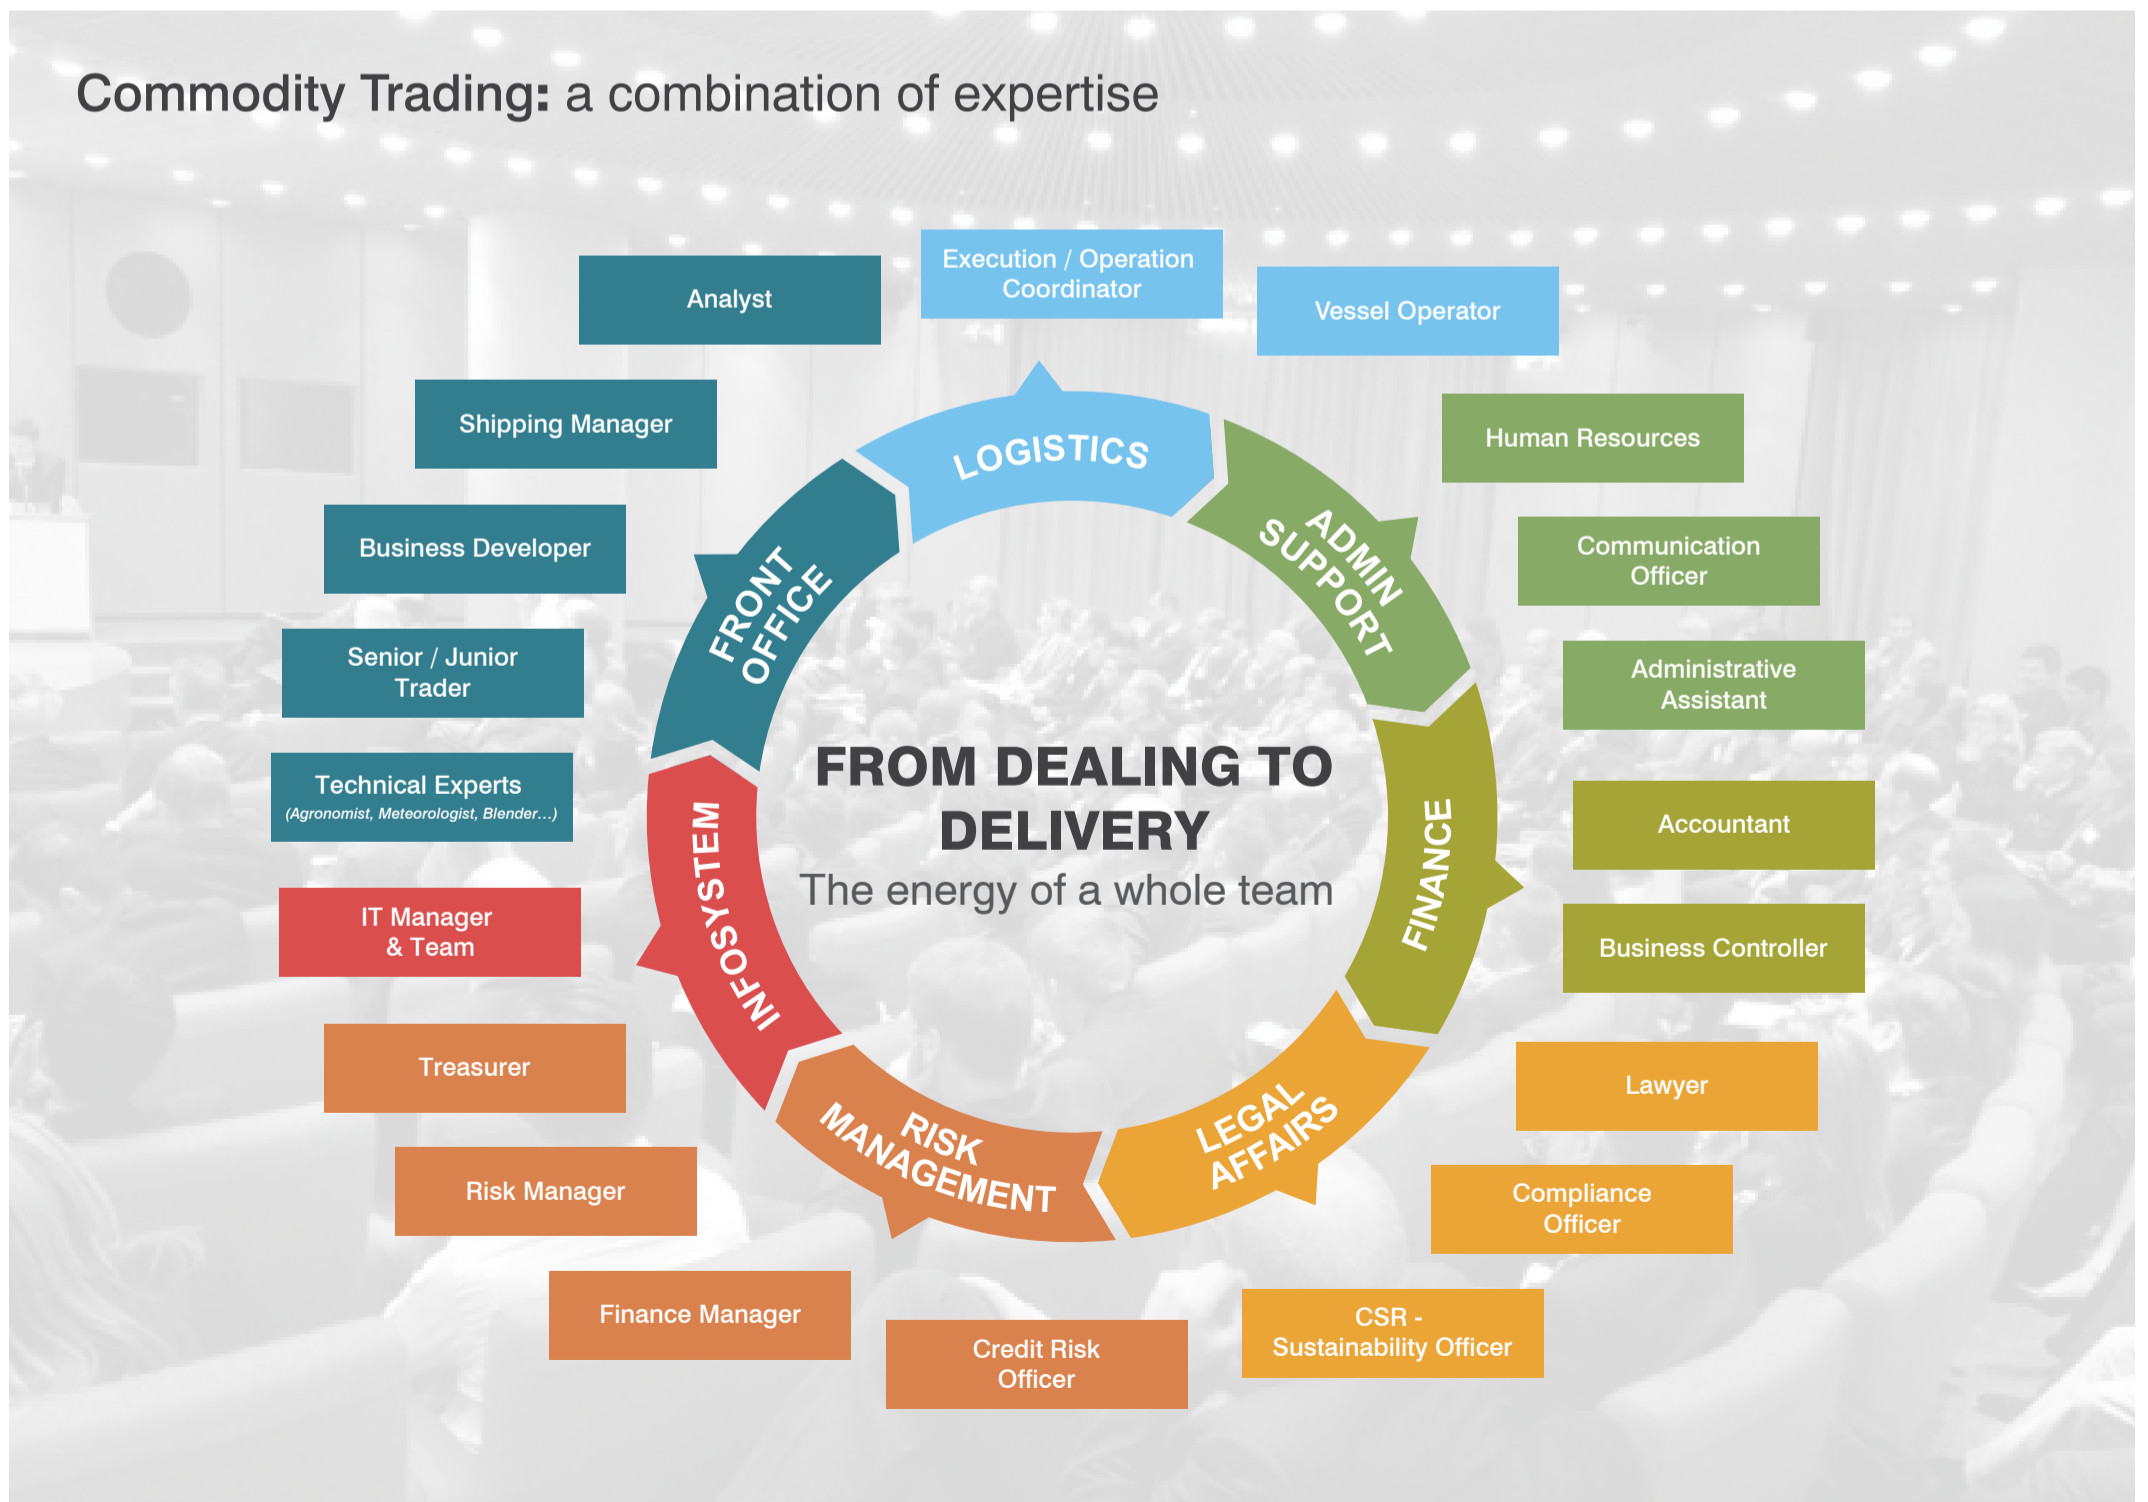 Commodity Trading: a combination of expertise
Analyst
Execution / Operation
Coordinator
Vessel Operator
Shipping Manager
Human Resources
Business Developer
Communication
Officer
Senior / Junior
Trader
Administrative
Assistant
Technical Experts
(Agronomist, Meteorologist, Blender...)
Accountant
IT Manager
& Team
Business Controller
Treasurer
Lawyer
Risk Manager
Compliance
Officer
Finance Manager
Credit Risk
Officer
CSR -
Sustainability Officer
LOGISTICS
ADMIN
SUPPORT
FINANCE
LEGAL
AFFAIRS
RISK
MANAGEMENT
INFOSYSTEM
FRONT
OFFICE
FROM DEALING TO
DELIVERY
The energy of a whole team